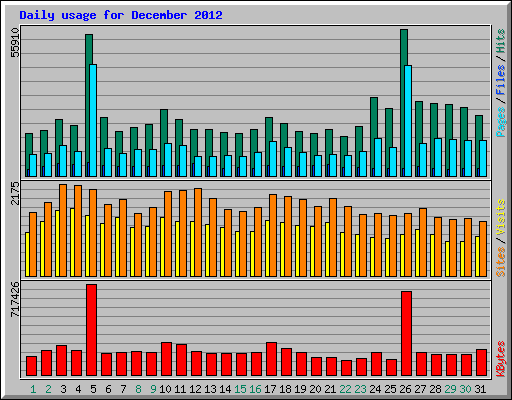 Daily usage for December 2012
55910
Pages / Files / Hits
2175
Sites / Visits
717426
KBytes
1 2 3 4 5 6 7 8 9 10 11 12 13 14 15 16 17 18 19 20 21 22 23 24 25 26 27 28 29 30 31